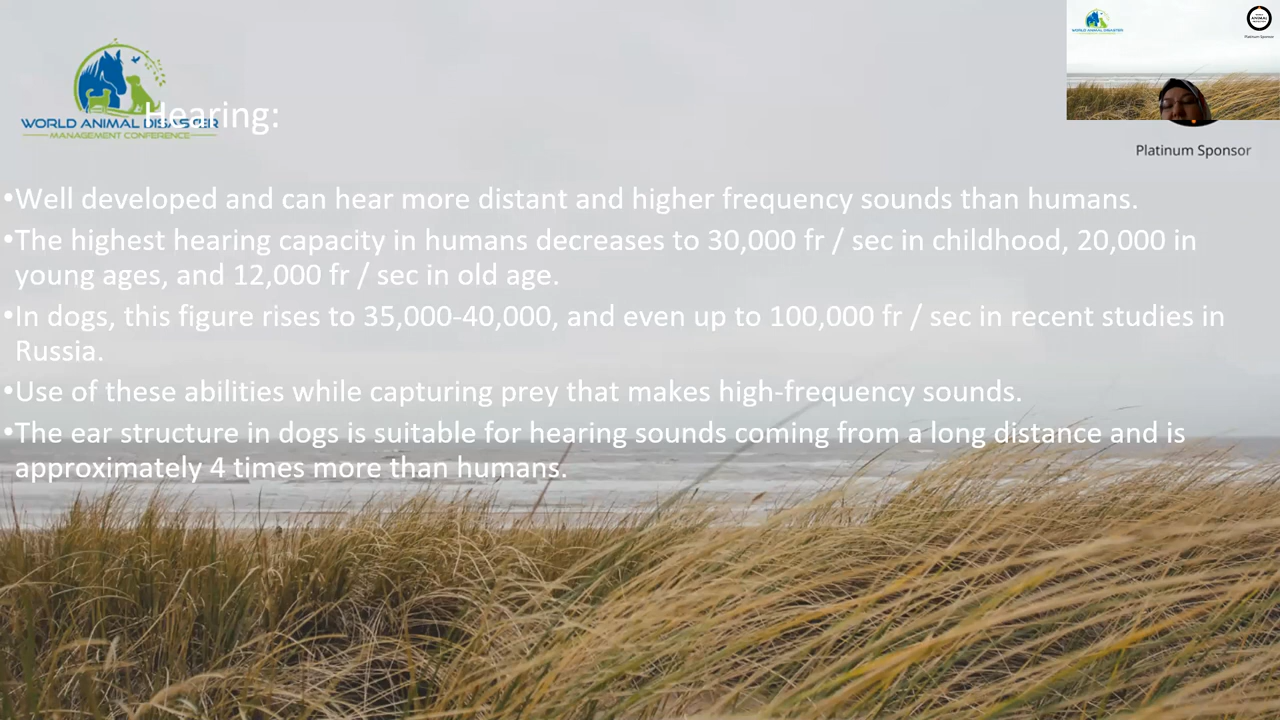 Hearing:
WORLD ANIMAL DISASTER
MANAGEMENT CONFERENCE
Platinum Sponsor
•Well developed and can hear more distant and higher frequency sounds than humans.
•The highest hearing capacity in humans decreases to 30,000 fr / sec in childhood, 20,000 in
young ages, and 12,000 fr / sec in old age.
•In dogs, this figure rises to 35,000-40,000, and even up to 100,000 fr / sec in recent studies in
Russia.
•Use of these abilities while capturing prey that makes high-frequency sounds.
•The ear structure in dogs is suitable for hearing sounds coming from a long distance and is
approximately 4 times more than humans.